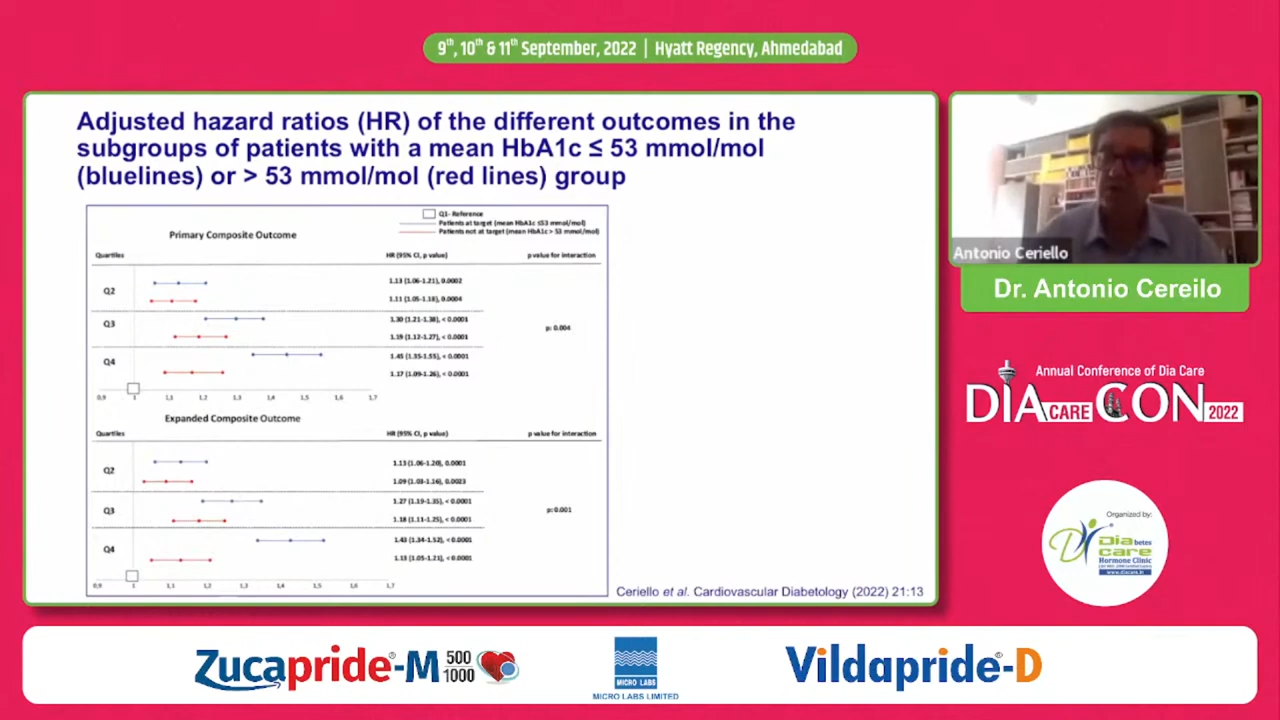 9th, 10th & 11th September, 2022 | Hyatt Regency, Ahmedabad
Adjusted hazard ratios (HR) of the different outcomes in the
subgroups of patients with a mean HbA1c ≤ 53 mmol/mol
(bluelines) or > 53 mmol/mol (red lines) group
Q1- Reference
Patients at target (mean HbA1c ≤53 mmol/mol)
Patients not at target (mean HbA1c > 53 mmol/mol)
Primary Composite Outcome
Quartiles HR (95% CI, p value) p value for interaction
Q2
1.13 (1.06-1.21), 0.0002
1.11 (1.05-1.18), 0.0004
Q3
1.30 (1.21-1.38), < 0.0001
1.19 (1.12-1.27), < 0.0001
p: 0.004
Q4
1.45 (1.35-1.55), < 0.0001
1.17 (1.09-1.26), < 0.0001
0,9 1 1,1 1,2 1,3 1,4 1,5 1,6 1,7
Expanded Composite Outcome
Quartiles HR (95% CI, p value) p value for interaction
Q2
1.13 (1.06-1.20), 0.0001
1.09 (1.03-1.16), 0.0023
Q3
1.27 (1.19-1.35), < 0.0001
1.18 (1.11-1.25), < 0.0001
p: 0.001
Q4
1.43 (1.34-1.52), < 0.0001
1.13 (1.05-1.21), < 0.0001
0,9 1 1,1 1,2 1,3 1,4 1,5 1,6 1,7
Ceriello et al. Cardiovascular Diabetology (2022) 21:13
Antonio Ceriello
Dr. Antonio Cereilo
Annual Conference of Dia Care
DIA CARE CON 2022
Organized by:
Diabetes
care
Hormone Clinic
www.diacare.in
Zucapride®-M 500
1000
MICRO LABS
MICRO LABS LIMITED
Vildapride®-D